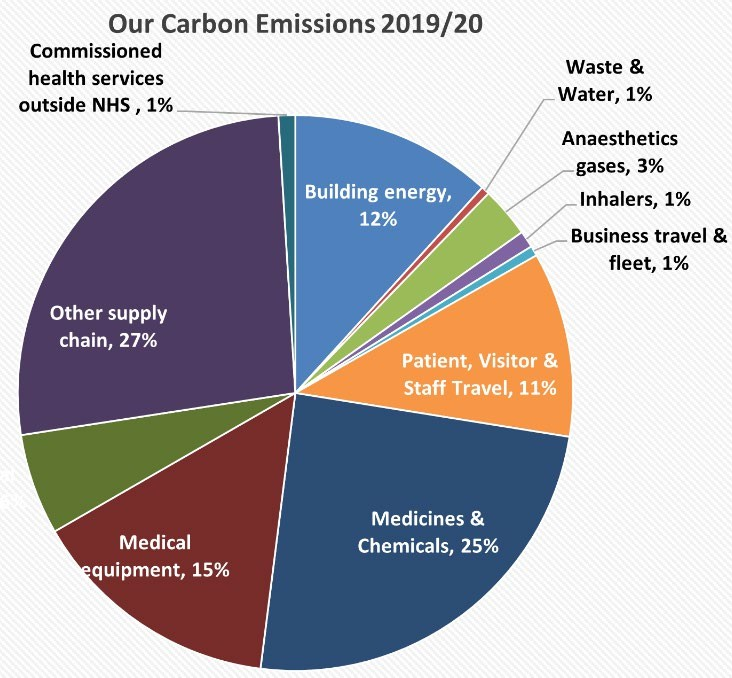 Our Carbon Emissions 2019/20
Commissioned
health services
outside NHS , 1%
Waste &
Water, 1%
Anaesthetics
gases, 3%
Inhalers, 1%
Business travel &
fleet, 1%
Building energy,
12%
Patient, Visitor &
Staff Travel, 11%
Medicines &
Chemicals, 25%
Medical
equipment, 15%
Other supply
chain, 27%